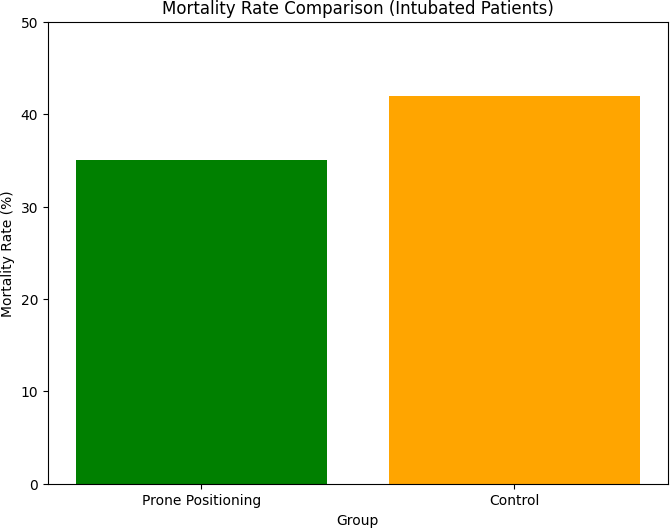 Mortality Rate Comparison (Intubated Patients)
50
40
30
20
10
0
Mortality Rate (%)
Prone Positioning
Control
Group